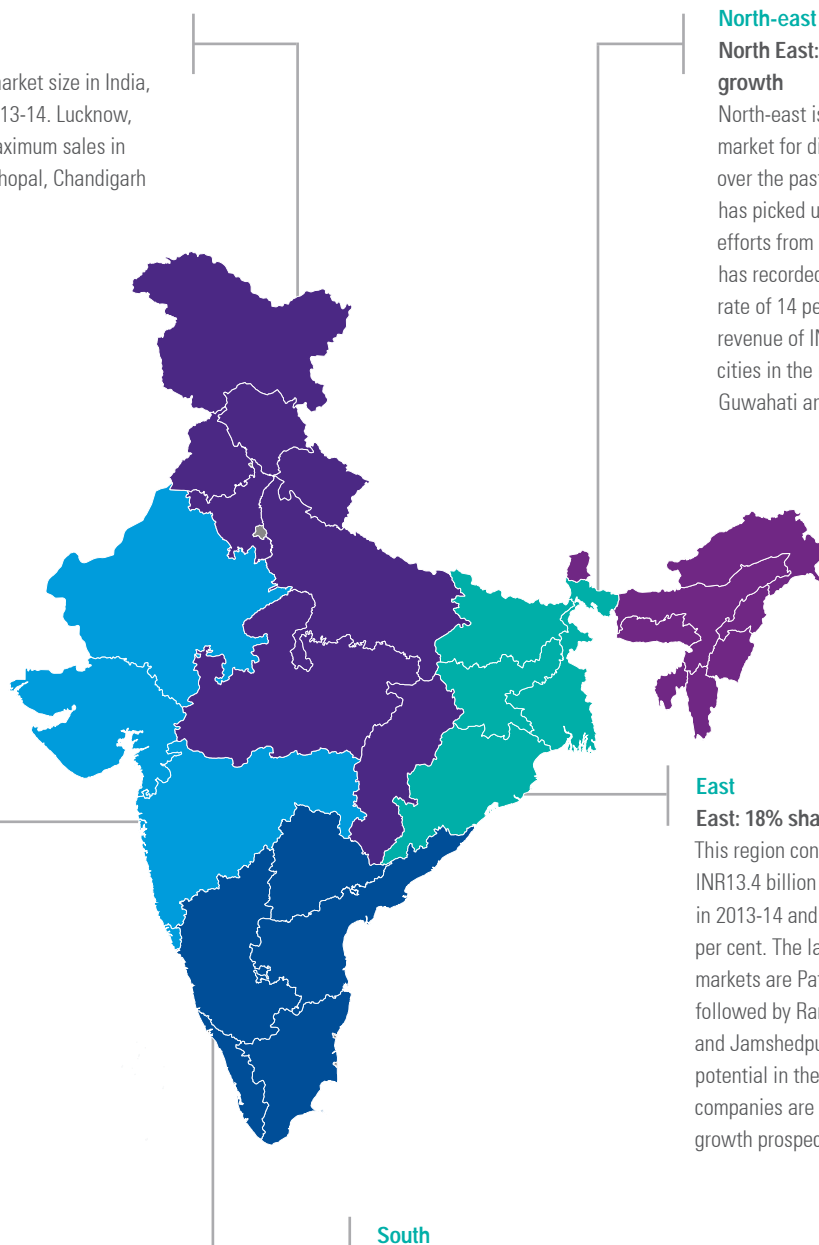 arket size in India,
13-14. Lucknow,
aximum sales in
hopal, Chandigarh
North-east
North East:
growth
North-east is
market for di
over the past
has picked u
efforts from
has recorded
rate of 14 pe
revenue of IN
cities in the
Guwahati an
East
East: 18% sha
This region con
INR13.4 billion
in 2013-14 and
per cent. The la
markets are Pat
followed by Ran
and Jamshedpu
potential in the
companies are
growth prospec
South